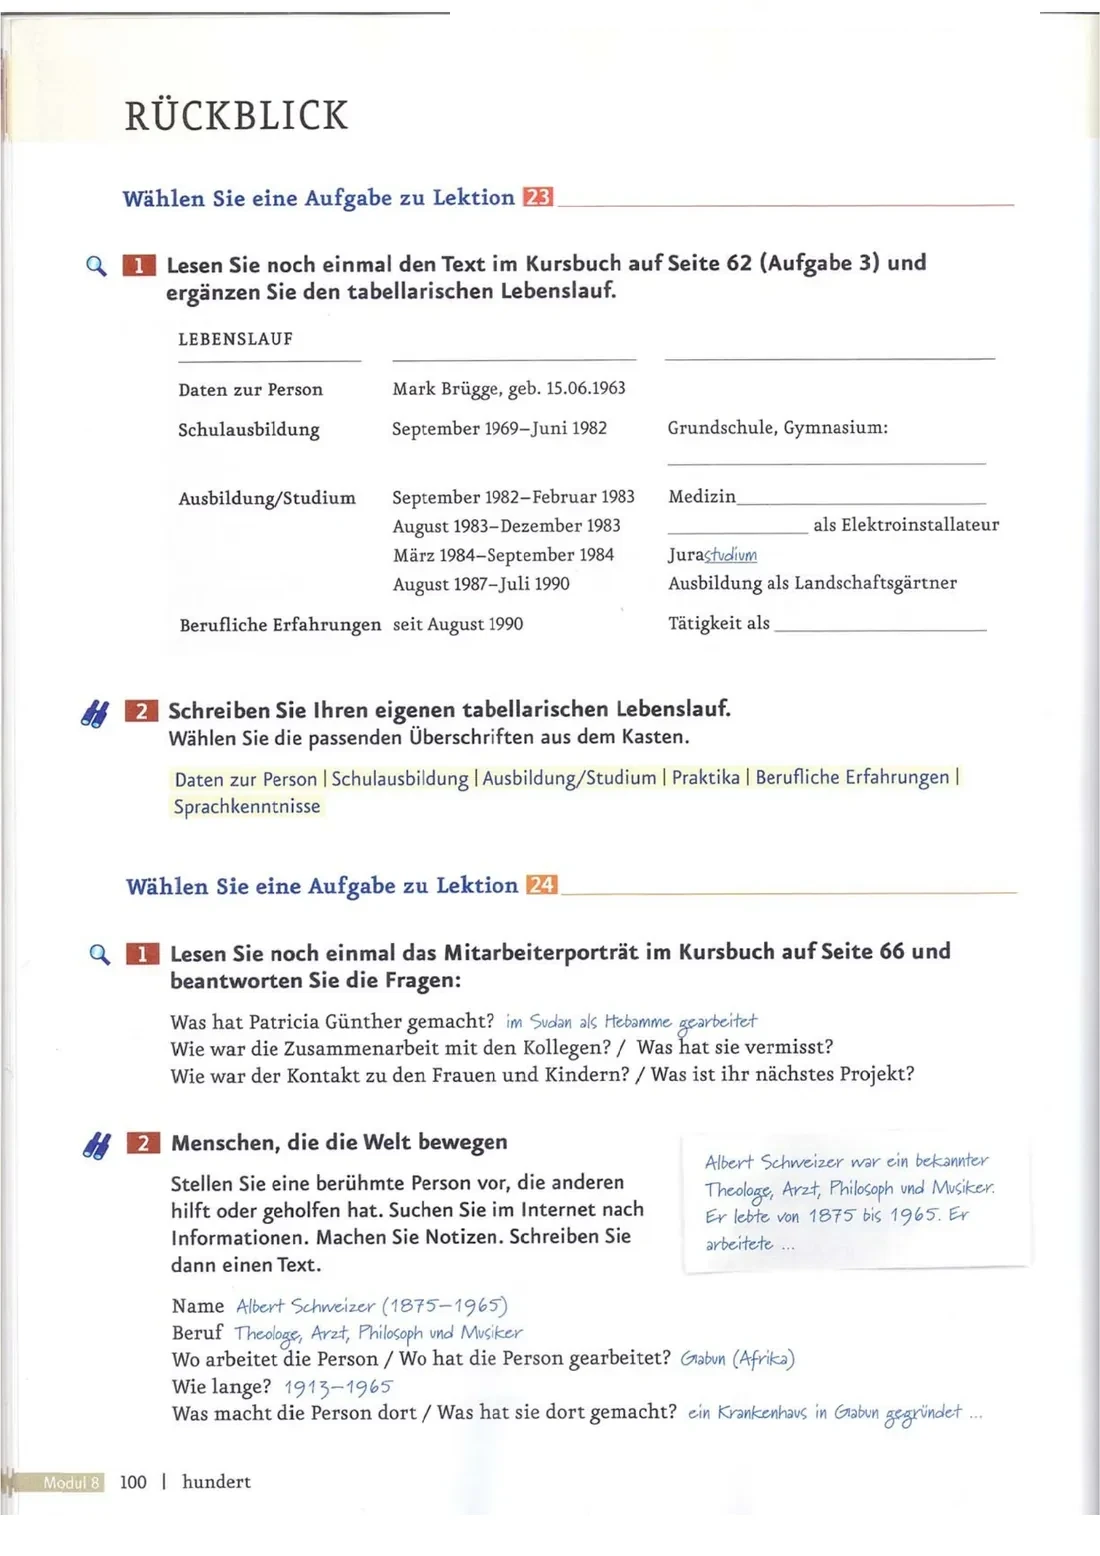 RÜCKBLICK
Wählen Sie eine Aufgabe zu Lektion 23
1 Lesen Sie noch einmal den Text im Kursbuch auf Seite 62 (Aufgabe 3) und
ergänzen Sie den tabellarischen Lebenslauf.
LEBENSLAUF
Daten zur Person Mark Brügge, geb. 15.06.1963
Schulausbildung September 1969–Juni 1982 Grundschule, Gymnasium:
Ausbildung/Studium September 1982–Februar 1983 Medizin
August 1983–Dezember 1983 als Elektroinstallateur
März 1984–September 1984 Jurastudium
August 1987–Juli 1990 Ausbildung als Landschaftsgärtner
Berufliche Erfahrungen seit August 1990 Tätigkeit als
2 Schreiben Sie Ihren eigenen tabellarischen Lebenslauf.
Wählen Sie die passenden Überschriften aus dem Kasten.
Daten zur Person | Schulausbildung | Ausbildung/Studium | Praktika | Berufliche Erfahrungen |
Sprachkenntnisse
Wählen Sie eine Aufgabe zu Lektion 24
1 Lesen Sie noch einmal das Mitarbeiterporträt im Kursbuch auf Seite 66 und
beantworten Sie die Fragen:
Was hat Patricia Günther gemacht? im Sudan als Hebamme gearbeitet
Wie war die Zusammenarbeit mit den Kollegen? / Was hat sie vermisst?
Wie war der Kontakt zu den Frauen und Kindern? / Was ist ihr nächstes Projekt?
2 Menschen, die die Welt bewegen
Stellen Sie eine berühmte Person vor, die anderen
hilft oder geholfen hat. Suchen Sie im Internet nach
Informationen. Machen Sie Notizen. Schreiben Sie
dann einen Text.
Albert Schweizer war ein bekannter
Theologe, Arzt, Philosoph und Musiker.
Er lebte von 1875 bis 1965. Er
arbeitete ...
Name Albert Schweizer (1875–1965)
Beruf Theologe, Arzt, Philosoph und Musiker
Wo arbeitet die Person / Wo hat die Person gearbeitet? Gabun (Afrika)
Wie lange? 1913–1965
Was macht die Person dort / Was hat sie dort gemacht? ein Krankenhaus in Gabun gegründet ...
Modul 8 100 | hundert